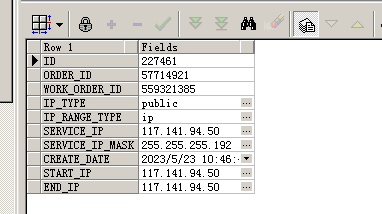 Row 1 Fields
ID 227461
ORDER_ID 57714921
WORK_ORDER_ID 559321385
IP_TYPE public ...
IP_RANGE_TYPE ip ...
SERVICE_IP 117.141.94.50 ...
SERVICE_IP_MASK 255.255.255.192 ...
CREATE_DATE 2023/5/23 10:46:
START_IP 117.141.94.50 ...
END_IP 117.141.94.50 ...